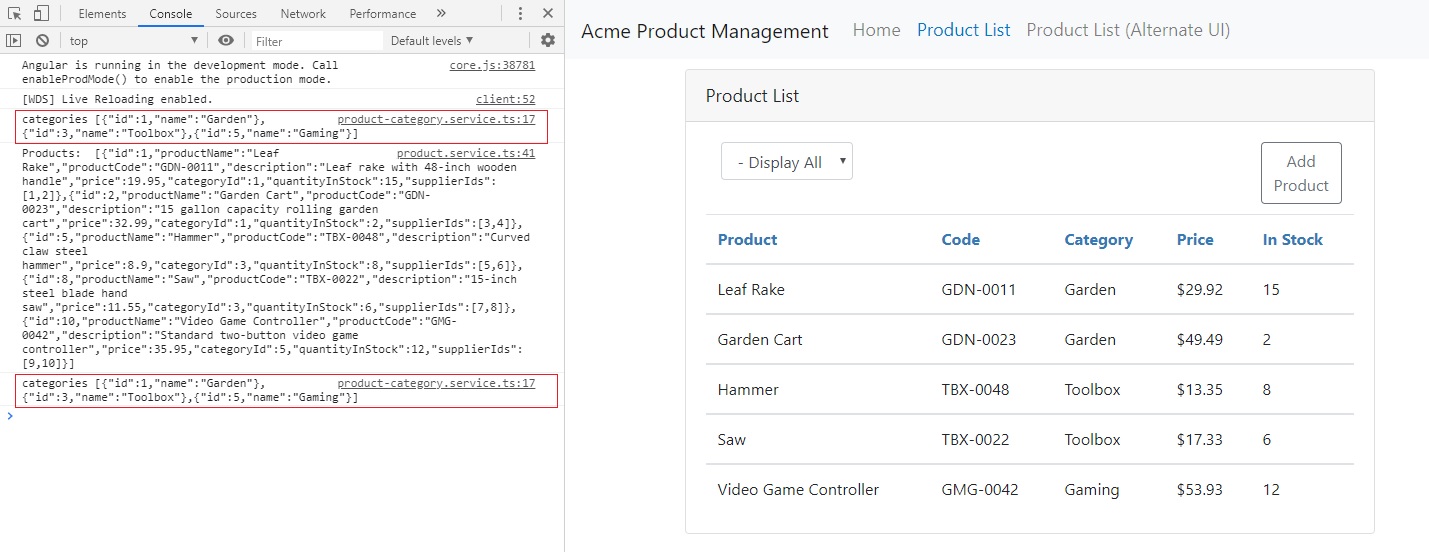 Elements Console Sources Network Performance »
top Filter Default levels
Angular is running in the development mode. Call core.js:38781
enableProdMode() to enable the production mode.
[WDS] Live Reloading enabled. client:52
categories [{"id":1,"name":"Garden"}, product-category.service.ts:17
{"id":3,"name":"Toolbox"},{"id":5,"name":"Gaming"}]
Products: [{"id":1,"productName":"Leaf product.service.ts:41
Rake","productCode":"GDN-0011","description":"Leaf rake with 48-inch wooden
handle","price":19.95,"categoryId":1,"quantityInStock":15,"supplierIds":
[1,2]},{"id":2,"productName":"Garden Cart","productCode":"GDN-
0023","description":"15 gallon capacity rolling garden
cart","price":32.99,"categoryId":1,"quantityInStock":2,"supplierIds":[3,4]},
{"id":5,"productName":"Hammer","productCode":"TBX-0048","description":"Curved
claw steel
hammer","price":8.9,"categoryId":3,"quantityInStock":8,"supplierIds":[5,6]},
{"id":8,"productName":"Saw","productCode":"TBX-0022","description":"15-inch
steel blade hand
saw","price":11.55,"categoryId":3,"quantityInStock":6,"supplierIds":[7,8]},
{"id":10,"productName":"Video Game Controller","productCode":"GMG-
0042","description":"Standard two-button video game
controller","price":35.95,"categoryId":5,"quantityInStock":12,"supplierIds":
[9,10]}]
categories [{"id":1,"name":"Garden"}, product-category.service.ts:17
{"id":3,"name":"Toolbox"},{"id":5,"name":"Gaming"}]
Acme Product Management Home Product List Product List (Alternate UI)
Product List
- Display All
Add
Product
Product Code Category Price In Stock
Leaf Rake GDN-0011 Garden $29.92 15
Garden Cart GDN-0023 Garden $49.49 2
Hammer TBX-0048 Toolbox $13.35 8
Saw TBX-0022 Toolbox $17.33 6
Video Game Controller GMG-0042 Gaming $53.93 12